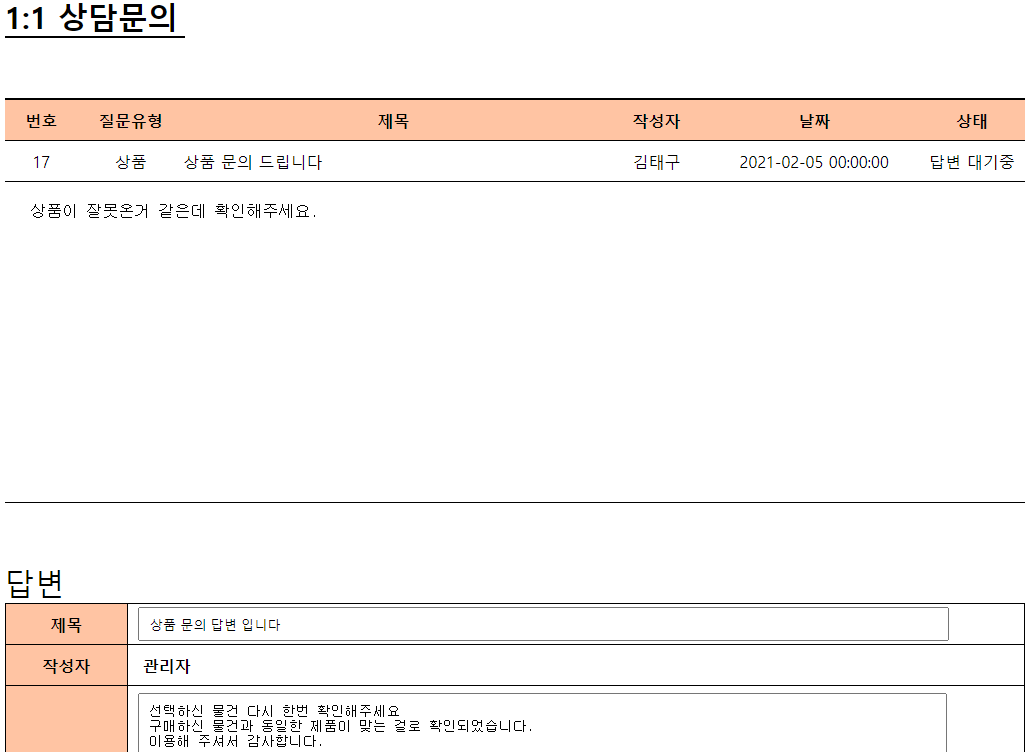 1:1 상담문의
번호 질문유형 제목 작성자 날짜 상태
17 상품 상품 문의 드립니다 김태구 2021-02-05 00:00:00 답변 대기중
상품이 잘못온거 같은데 확인해주세요.
답변
제목 상품 문의 답변 입니다
작성자 관리자
선택하신 물건 다시 한번 확인해주세요
구매하신 물건과 동일한 제품이 맞는 걸로 확인되었습니다.
이용해 주셔서 감사합니다.